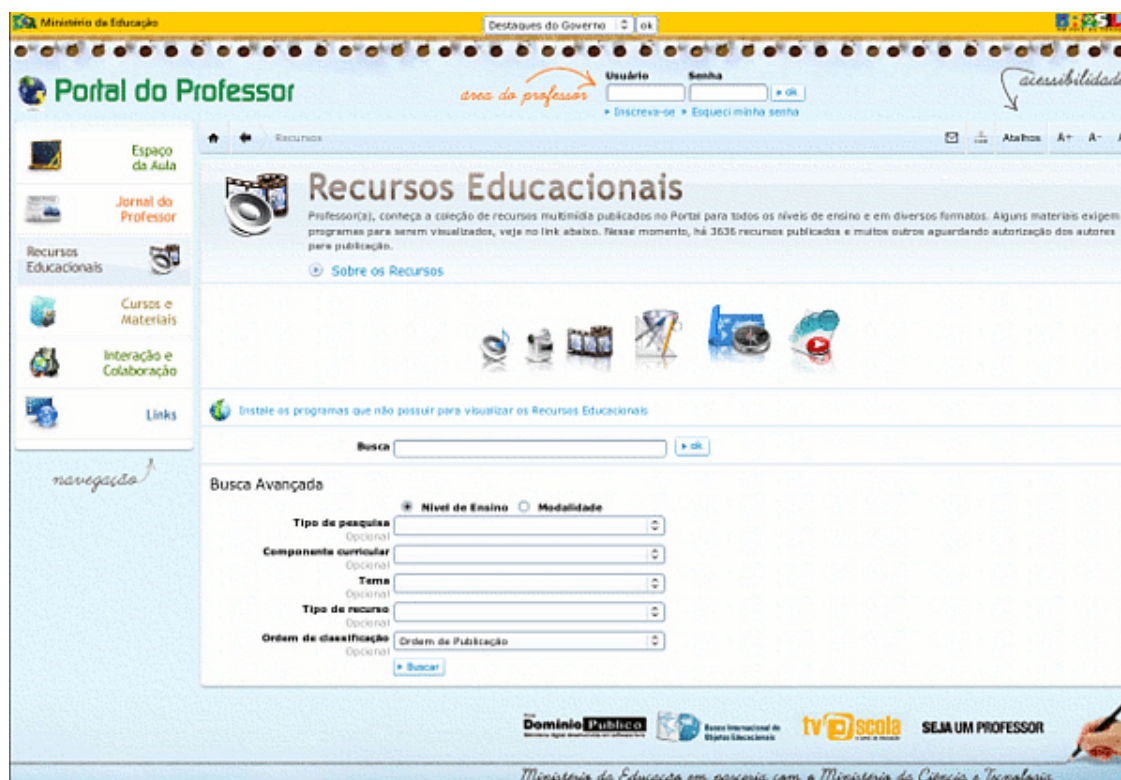 Ministério da Educação
Destaques do Governo
ok
BRASIL
Portal do Professor
área do professor
Usuário
Senha
ok
Inscreva-se
Esqueci minha senha
acessibilidade
Espaço
da Aula
Jornal do
Professor
Recursos
Educacionais
Cursos e
Materiais
Interação e
Colaboração
Links
navegação
Recursos
Atalhos A+ A-
Recursos Educacionais
Professor(a), conheça a coleção de recursos multimídia publicados no Portal para todos os níveis de ensino e em diversos formatos. Alguns materiais exigem
programas para serem visualizados, veja no link abaixo. Nesse momento, há 3636 recursos publicados e muitos outros aguardando autorização dos autores
para publicação.
Sobre os Recursos
Instale os programas que não possuir para visualizar os Recursos Educacionais
Busca
ok
Busca Avançada
Nível de Ensino
Modalidade
Tipo de pesquisa
Opcional
Componente curricular
Opcional
Tema
Opcional
Tipo de recurso
Opcional
Ordem de classificação
Ordem de Publicação
Opcional
Buscar
Domínio Público
Banco Internacional de
Objetos Educacionais
tv escola
SEJA UM PROFESSOR
Ministério da Educação em parceria com o Ministério da Ciência e Tecnologia